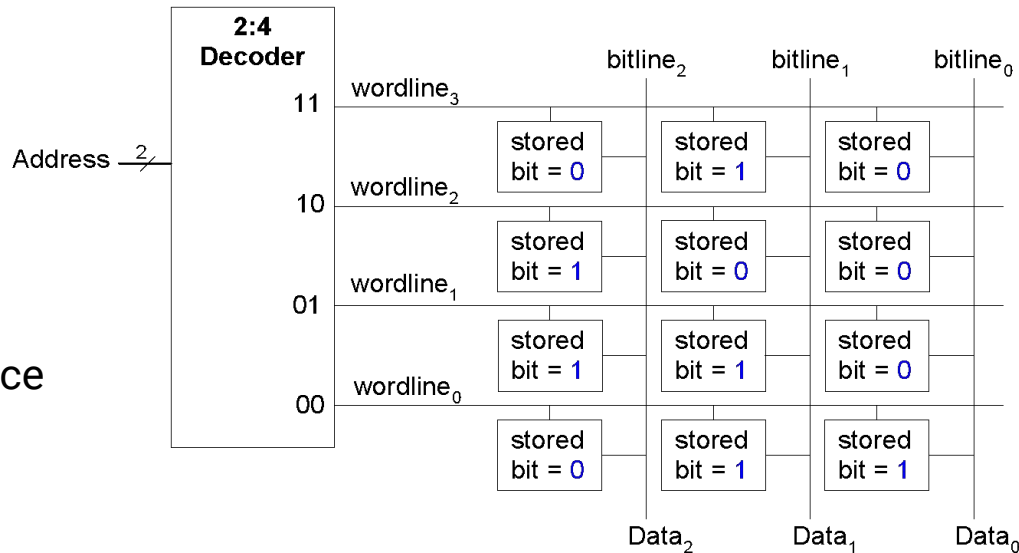 2:4
Decoder
bitline2 bitline1 bitline0
wordline3
11
stored stored stored
bit = 0 bit = 1 bit = 0
Address 2
wordline2
10
stored stored stored
bit = 1 bit = 0 bit = 0
wordline1
01
stored stored stored
bit = 1 bit = 1 bit = 0
ce
wordline0
00
stored stored stored
bit = 0 bit = 1 bit = 1
Data2 Data1 Data0